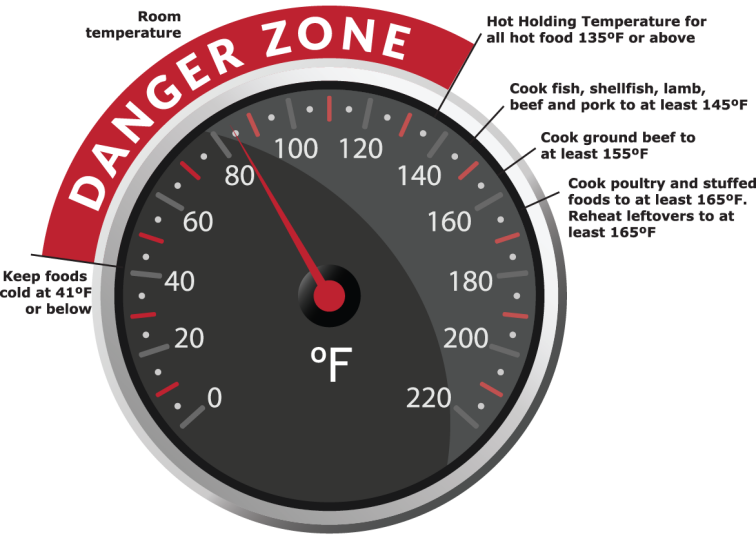 Room
temperature
DANGER ZONE
Hot Holding Temperature for
all hot food 135ºF or above
Cook fish, shellfish, lamb,
beef and pork to at least 145ºF
Cook ground beef to
at least 155ºF
Cook poultry and stuffed
foods to at least 165ºF.
Reheat leftovers to at
least 165ºF
Keep foods
cold at 41ºF
or below
0
20
40
60
80
100
120
140
160
180
200
220
ºF